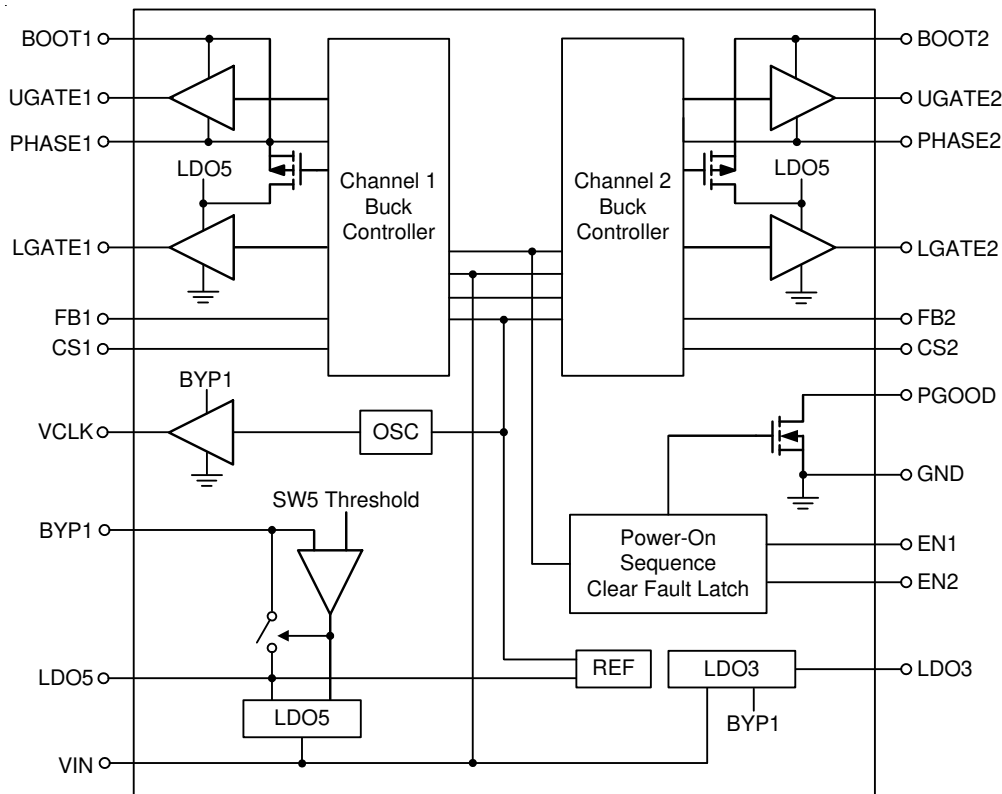 BOOT1
BOOT2
UGATE1
UGATE2
PHASE1
PHASE2
LDO5
LDO5
Channel 1
Buck
Controller
Channel 2
Buck
Controller
LGATE1
LGATE2
FB1
FB2
CS1
CS2
BYP1
PGOOD
VCLK
OSC
GND
SW5 Threshold
BYP1
Power-On
Sequence
Clear Fault Latch
EN1
EN2
LDO5
REF
LDO3
LDO3
LDO5
BYP1
VIN